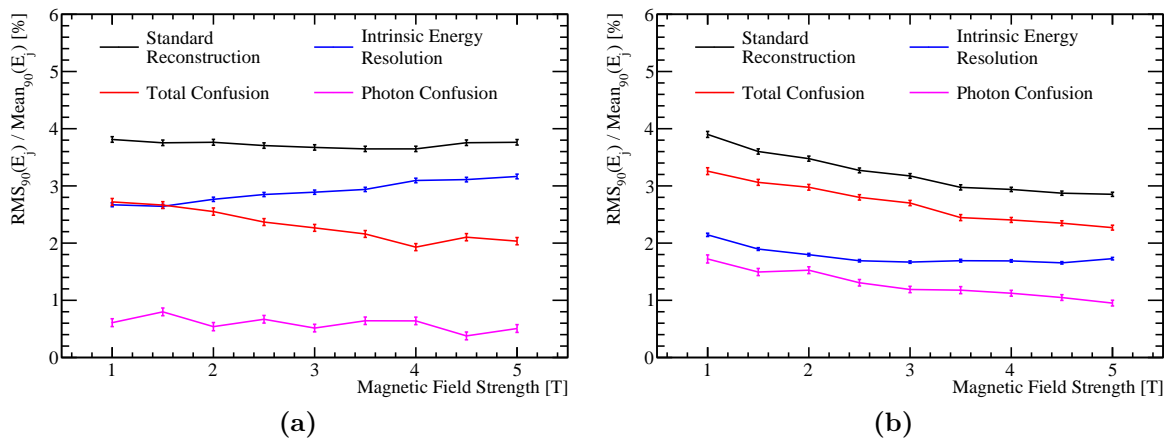 RMS90(Ej) / Mean90(Ej) [%]
6
5
4
3
2
1
0
Standard Reconstruction
Intrinsic Energy Resolution
Total Confusion
Photon Confusion
1 2 3 4 5
Magnetic Field Strength [T]
(a)
RMS90(Ej) / Mean90(Ej) [%]
6
5
4
3
2
1
0
Standard Reconstruction
Intrinsic Energy Resolution
Total Confusion
Photon Confusion
1 2 3 4 5
Magnetic Field Strength [T]
(b)